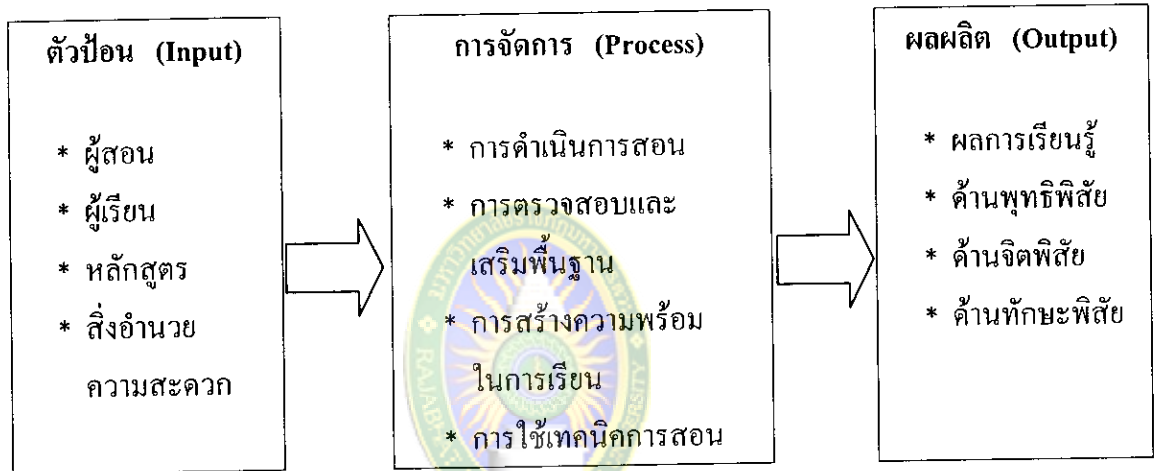 ตัวป้อน (Input)
* ผู้สอน
* ผู้เรียน
* หลักสูตร
* สิ่งอำนวย
ความสะดวก
การจัดการ (Process)
* การดำเนินการสอน
* การตรวจสอบและ
เสริมพื้นฐาน
* การสร้างความพร้อม
ในการเรียน
* การใช้เทคนิคการสอน
ผลผลิต (Output)
* ผลการเรียนรู้
* ด้านพุทธิพิสัย
* ด้านจิตพิสัย
* ด้านทักษะพิสัย